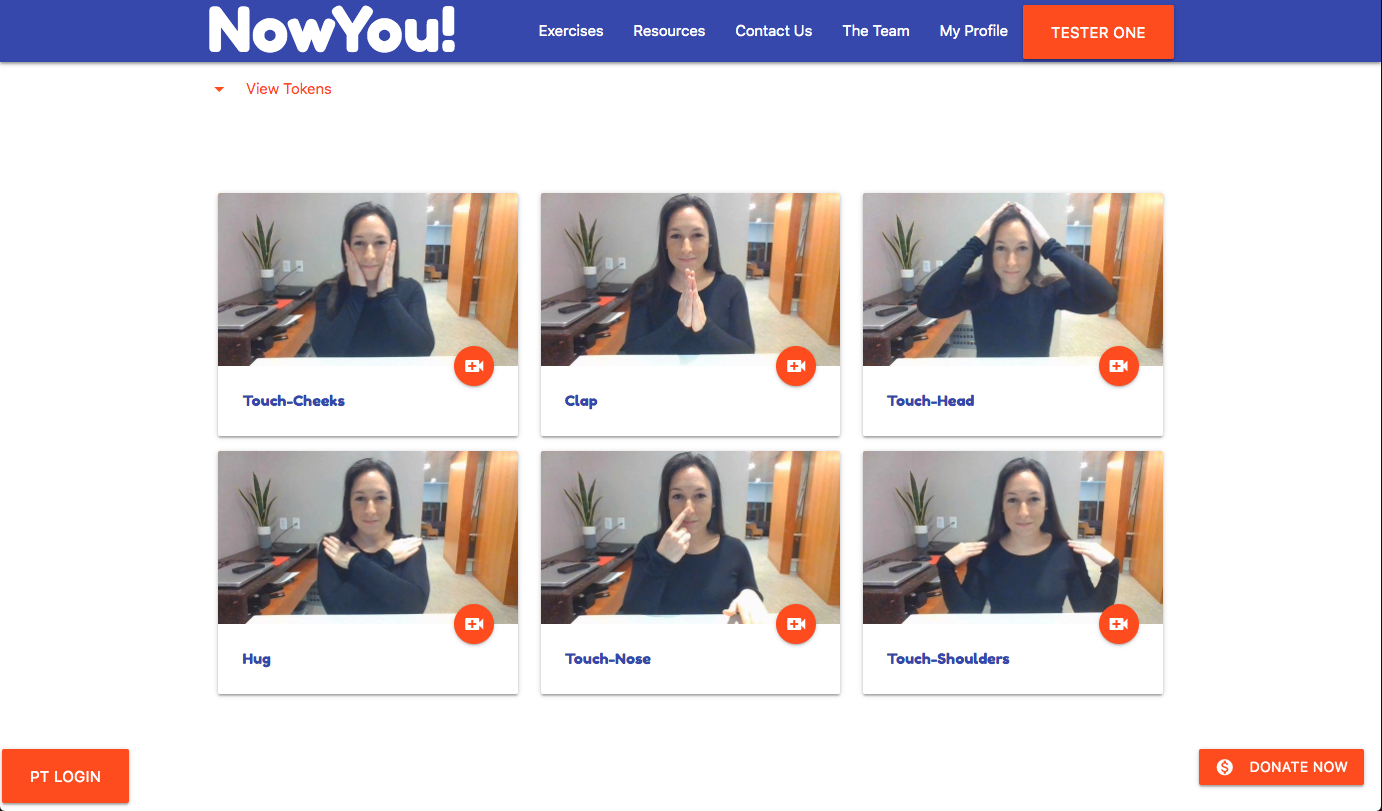 NowYou!
Exercises
Resources
Contact Us
The Team
My Profile
TESTER ONE
View Tokens
Touch-Cheeks
Clap
Touch-Head
Hug
Touch-Nose
Touch-Shoulders
PT LOGIN
DONATE NOW